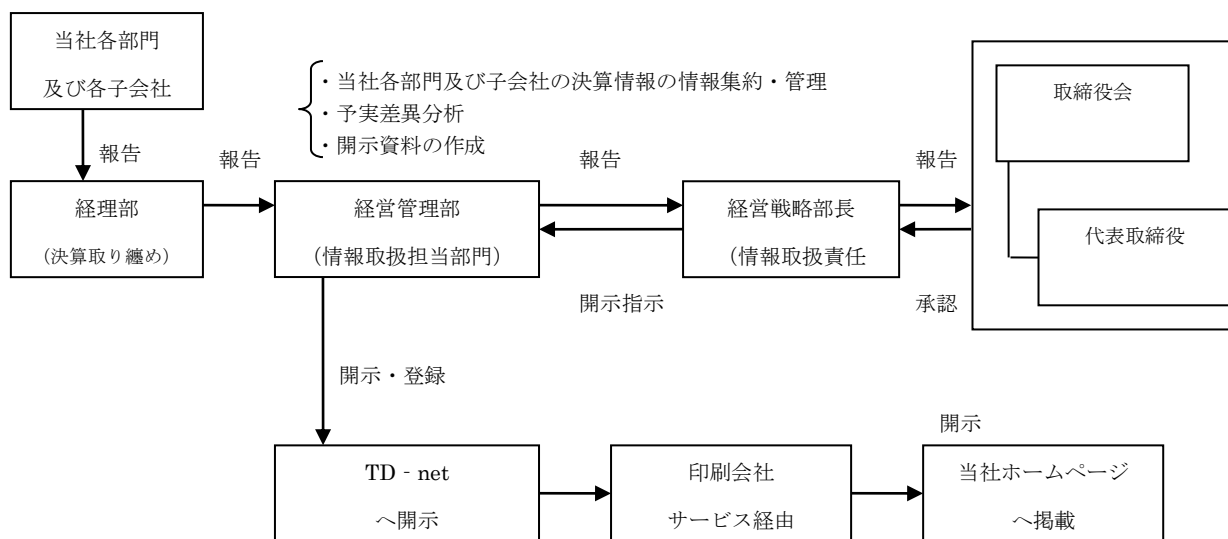 当社各部門
及び各子会社
・当社各部門及び子会社の決算情報の情報集約・管理
・予実差異分析
・開示資料の作成
取締役会
代表取締役
報告
報告
報告
報告
経理部
(決算取り纏め)
経営管理部
(情報取扱担当部門)
経営戦略部長
(情報取扱責任
開示指示
承認
開示・登録
開示
TD‐net
へ開示
印刷会社
サービス経由
当社ホームページ
へ掲載